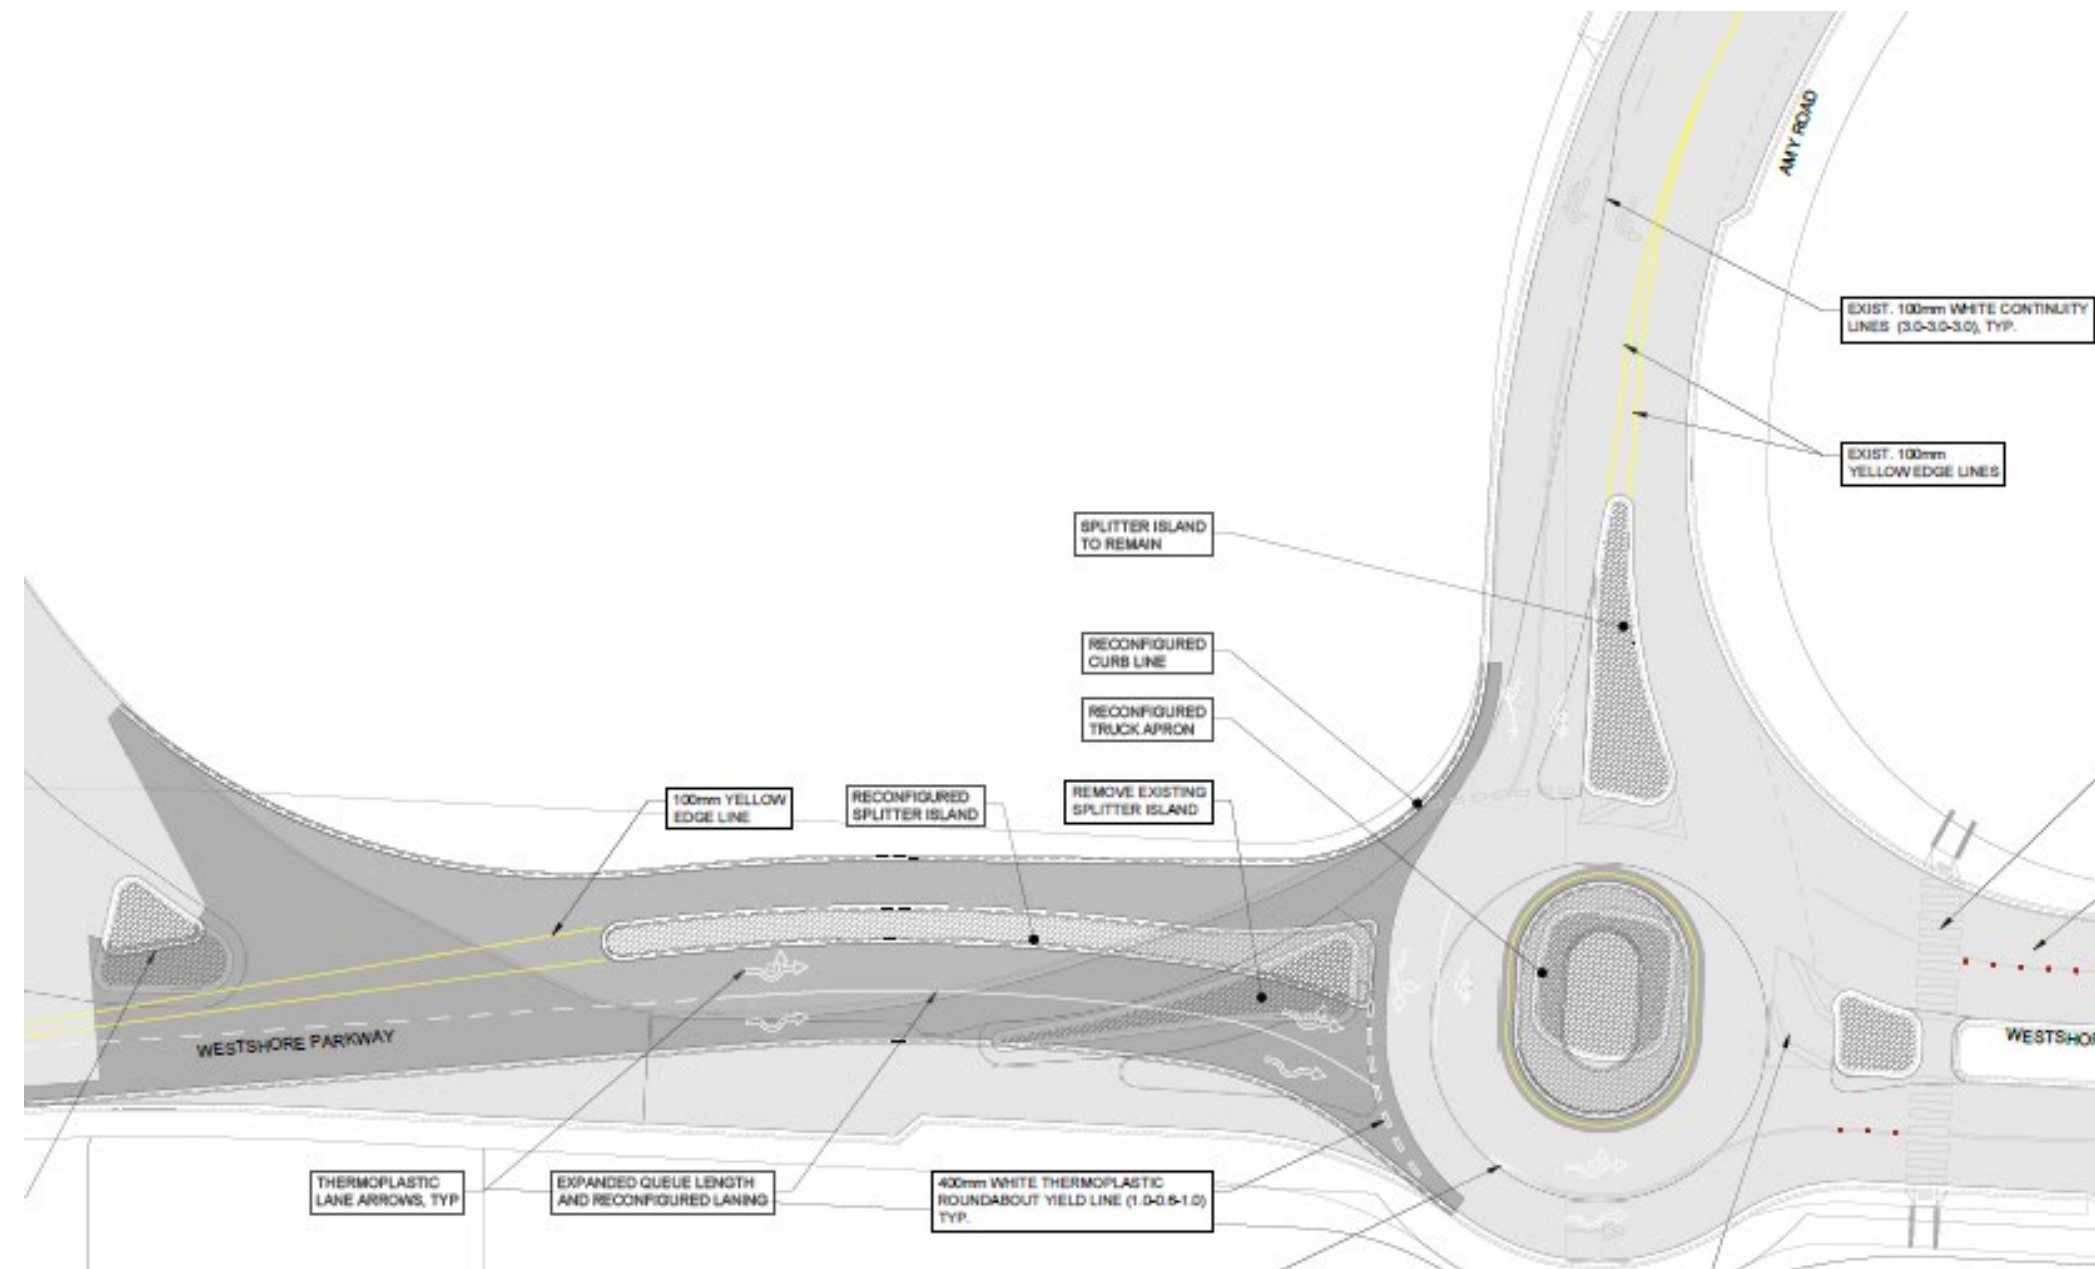 AMY ROAD
EXIST. 100mm WHITE CONTINUITY
LINES (3.0-3.0-3.0), TYP.
EXIST. 100mm
YELLOW EDGE LINES
SPLITTER ISLAND
TO REMAIN
RECONFIGURED
CURB LINE
RECONFIGURED
TRUCK APRON
100mm YELLOW
EDGE LINE
RECONFIGURED
SPLITTER ISLAND
REMOVE EXISTING
SPLITTER ISLAND
WESTSHORE PARKWAY
WESTSHOR
THERMOPLASTIC
LANE ARROWS, TYP
EXPANDED QUEUE LENGTH
AND RECONFIGURED LANING
400mm WHITE THERMOPLASTIC
ROUNDABOUT YIELD LINE (1.0-0.6-1.0)
TYP.